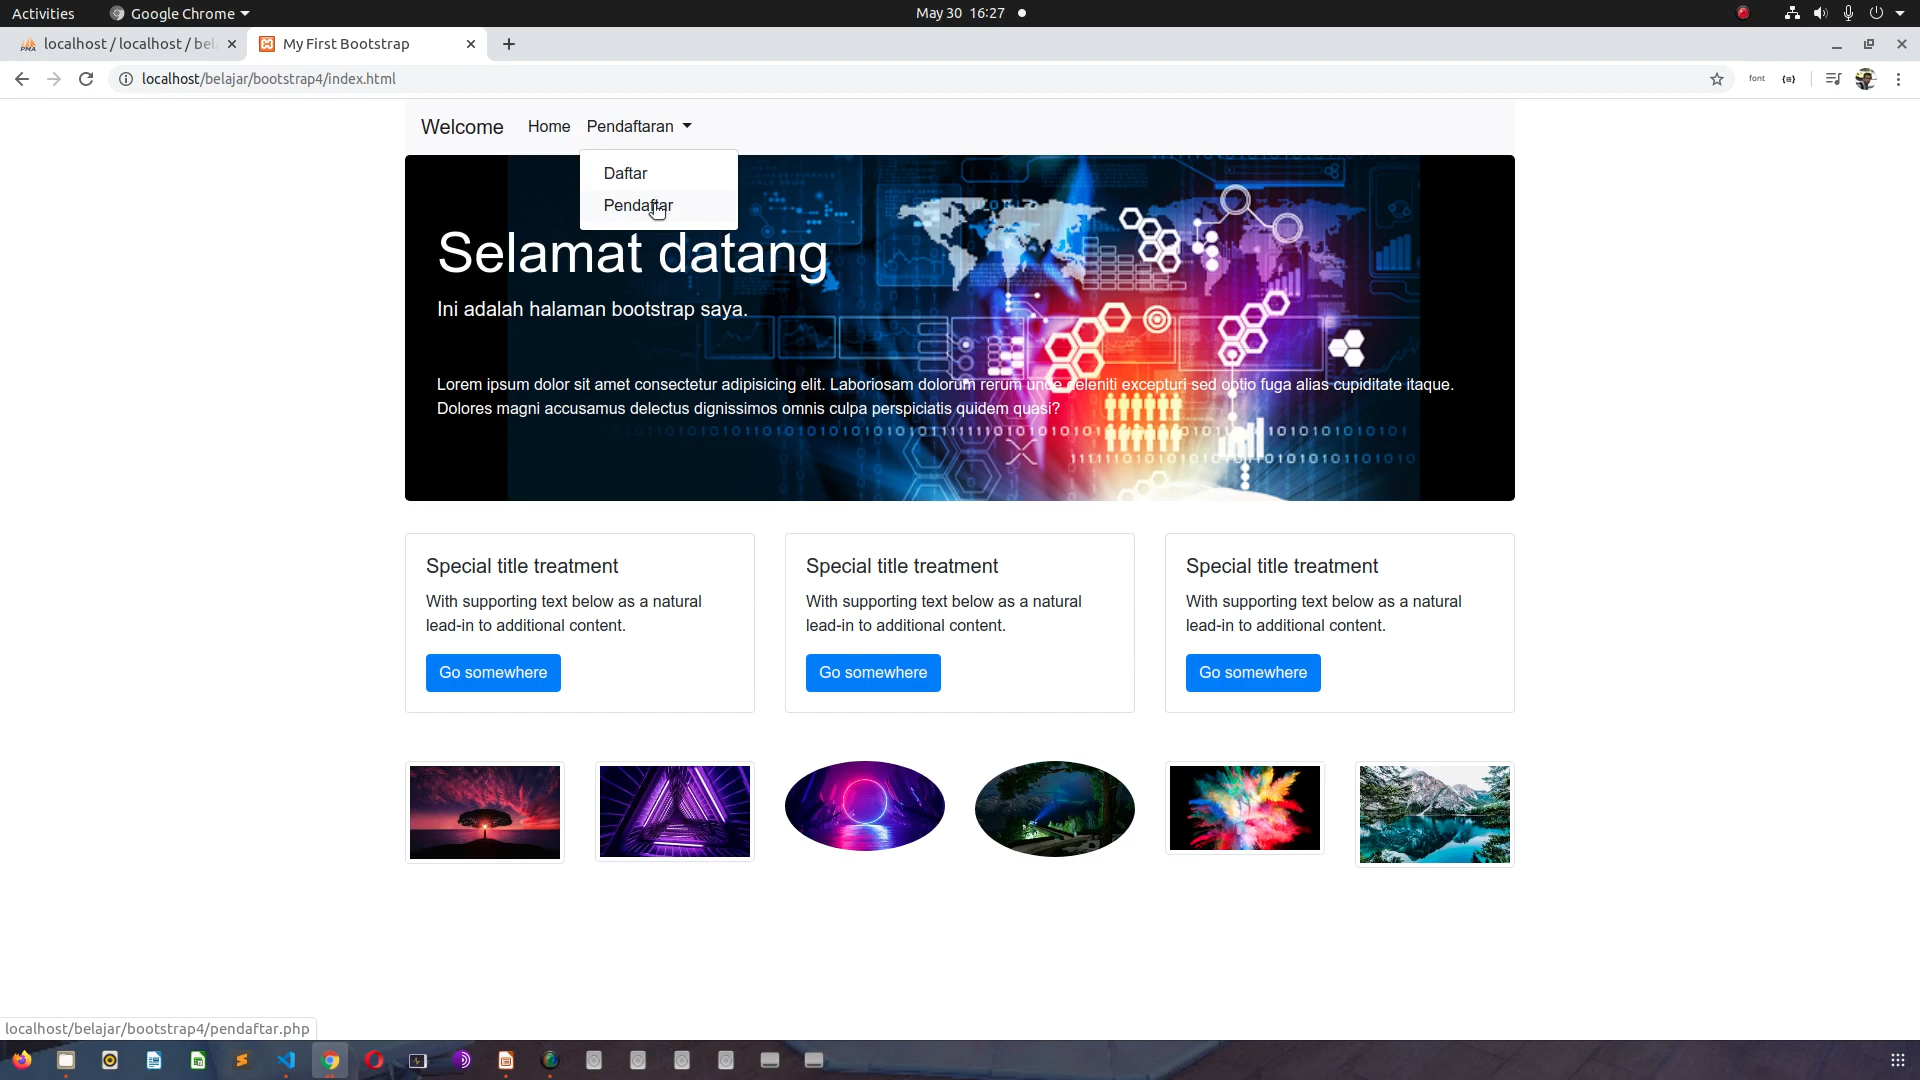 Activities
Google Chrome
May 30 16:27
localhost / localhost / bel
My First Bootstrap
localhost/belajar/bootstrap4/index.html
font
Welcome
Home
Pendaftaran
Daftar
Pendaftar
Selamat datang
Ini adalah halaman bootstrap saya.
Lorem ipsum dolor sit amet consectetur adipisicing elit. Laboriosam dolorum rerum unde deleniti excepturi sed optio fuga alias cupiditate itaque.
Dolores magni accusamus delectus dignissimos omnis culpa perspiciatis quidem quasi?
Special title treatment
With supporting text below as a natural
lead-in to additional content.
Go somewhere
Special title treatment
With supporting text below as a natural
lead-in to additional content.
Go somewhere
Special title treatment
With supporting text below as a natural
lead-in to additional content.
Go somewhere
localhost/belajar/bootstrap4/pendaftar.php